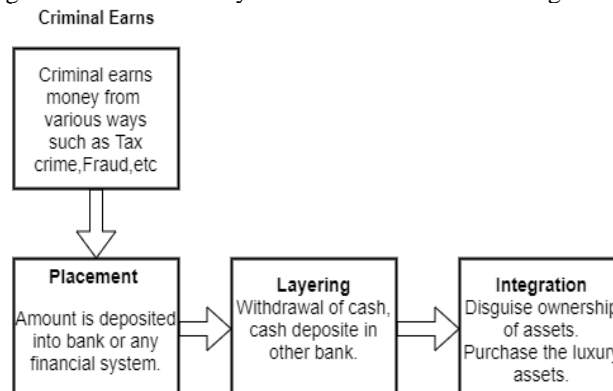 Criminal Earns
Criminal earns
money from
various ways
such as Tax
crime,Fraud,etc
Placement
Amount is deposited
into bank or any
financial system.
Layering
Withdrawal of cash,
cash deposite in
other bank.
Integration
Disguise ownership
of assets.
Purchase the luxury
assets.